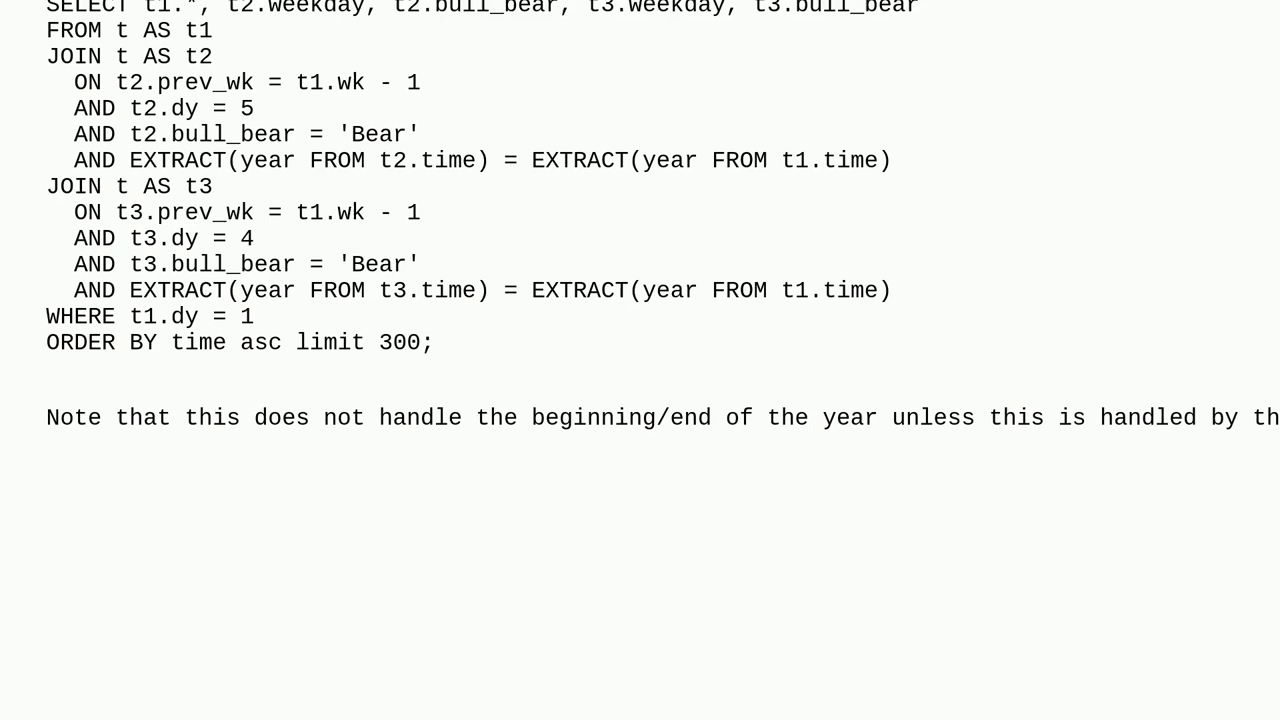 SELECT t1.*, t2.weekday, t2.bull_bear, t3.weekday, t3.bull_bear
FROM t AS t1
JOIN t AS t2
  ON t2.prev_wk = t1.wk - 1
  AND t2.dy = 5
  AND t2.bull_bear = 'Bear'
  AND EXTRACT(year FROM t2.time) = EXTRACT(year FROM t1.time)
JOIN t AS t3
  ON t3.prev_wk = t1.wk - 1
  AND t3.dy = 4
  AND t3.bull_bear = 'Bear'
  AND EXTRACT(year FROM t3.time) = EXTRACT(year FROM t1.time)
WHERE t1.dy = 1
ORDER BY time asc limit 300;
Note that this does not handle the beginning/end of the year unless this is handled by th